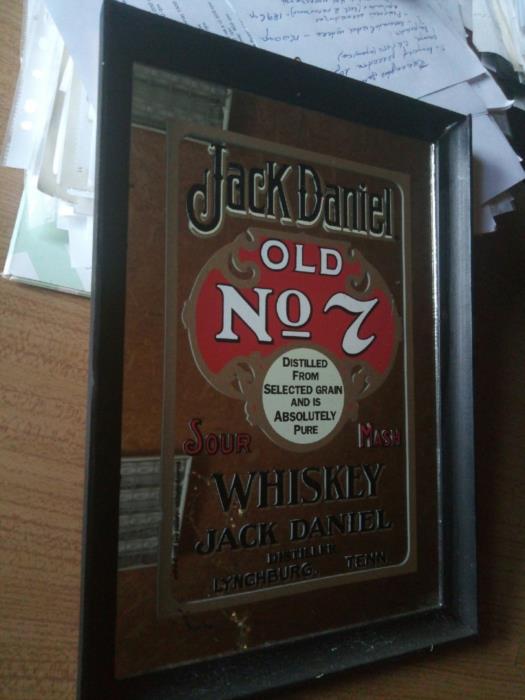 Jack Daniel
OLD
No 7
DISTILLED
FROM
SELECTED GRAIN
AND IS
ABSOLUTELY
PURE
SOUR MASH
WHISKEY
JACK DANIEL
DISTILLER
LYNCHBURG. TENN